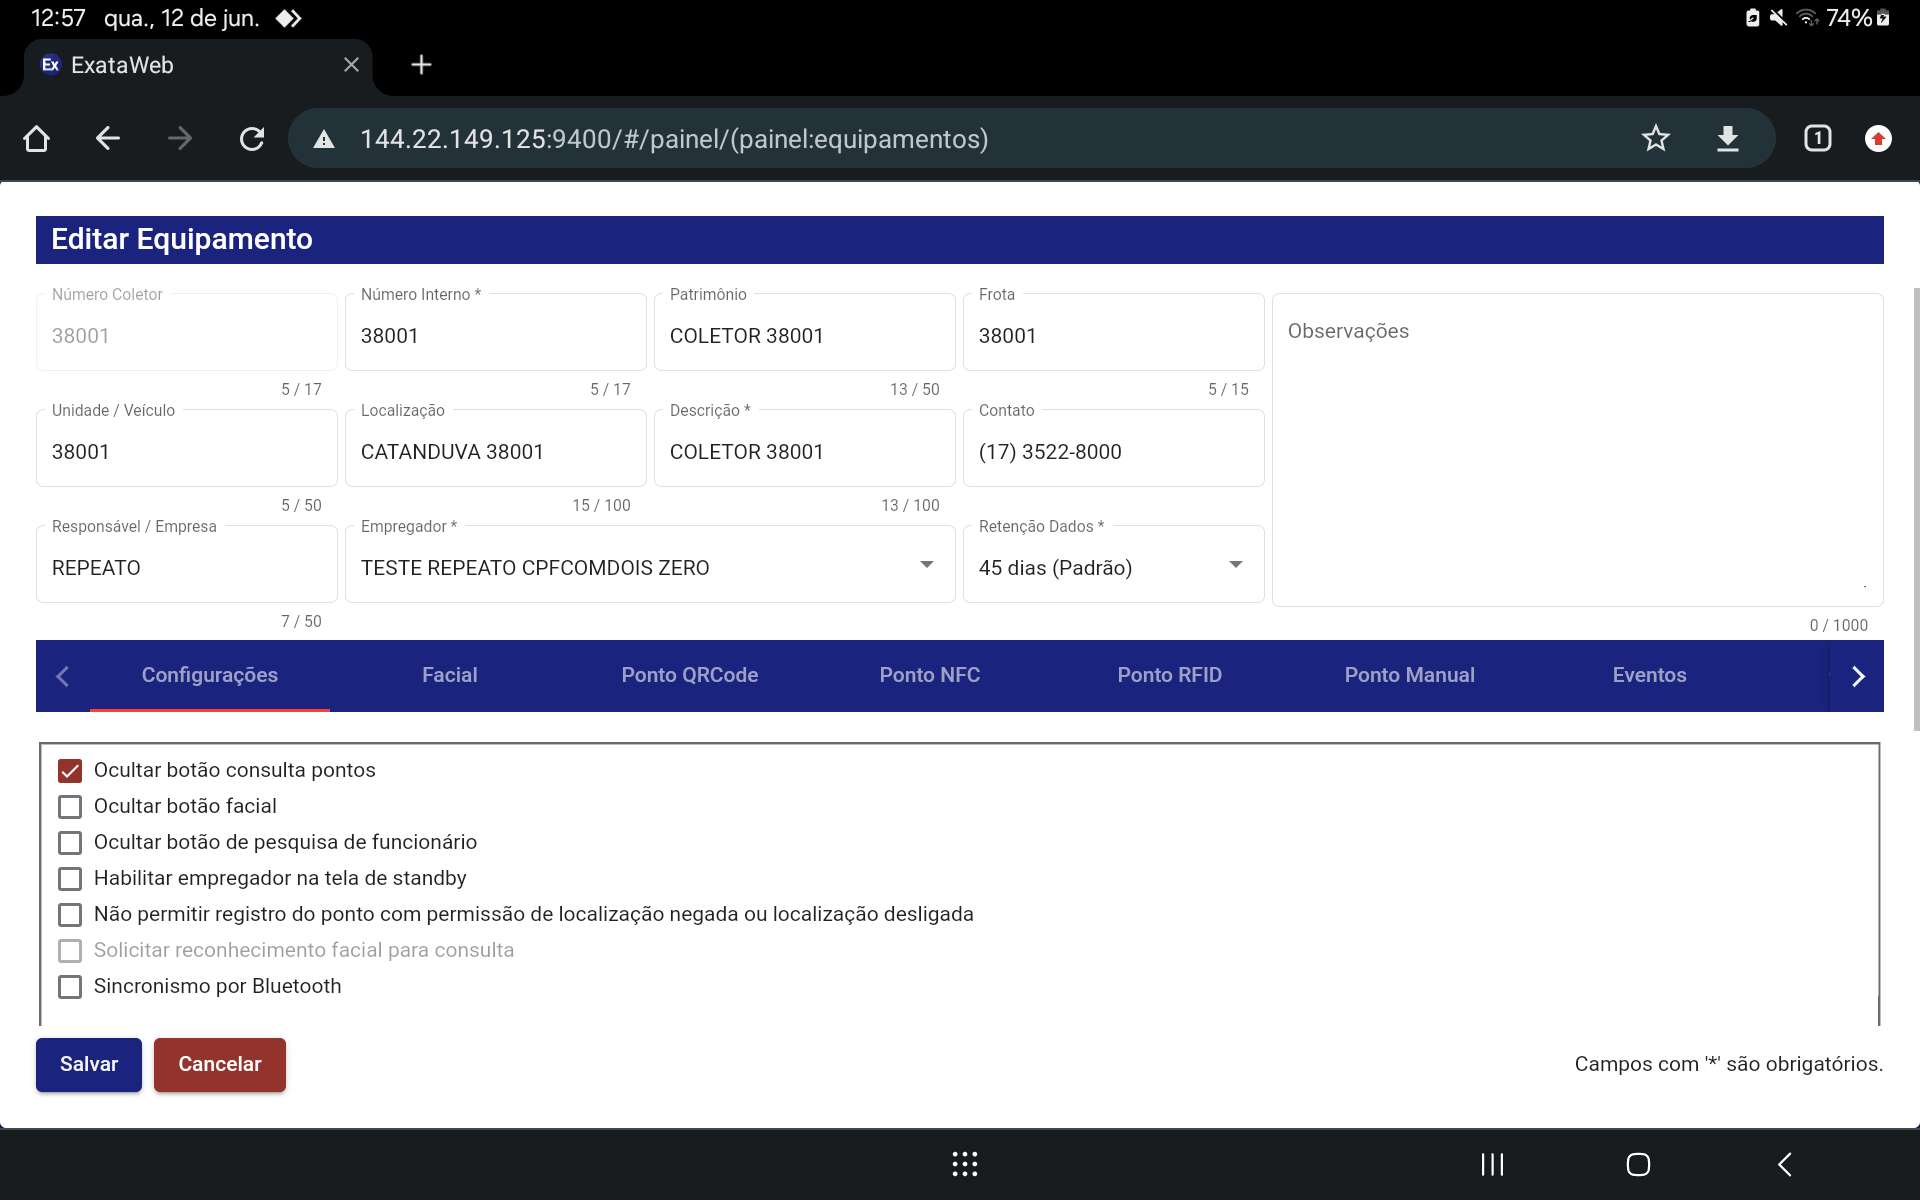 12:57 qua., 12 de jun.
74%
Ex ExataWeb
144.22.149.125:9400/#/painel/(painel:equipamentos)
1
Editar Equipamento
Número Coletor
38001
5 / 17
Número Interno *
38001
5 / 17
Patrimônio
COLETOR 38001
13 / 50
Frota
38001
5 / 15
Observações
0 / 1000
Unidade / Veículo
38001
5 / 50
Localização
CATANDUVA 38001
15 / 100
Descrição *
COLETOR 38001
13 / 100
Contato
(17) 3522-8000
Responsável / Empresa
REPEATO
7 / 50
Empregador *
TESTE REPEATO CPFCOMDOIS ZERO
Retenção Dados *
45 dias (Padrão)
Configurações
Facial
Ponto QRCode
Ponto NFC
Ponto RFID
Ponto Manual
Eventos
Ocultar botão consulta pontos
Ocultar botão facial
Ocultar botão de pesquisa de funcionário
Habilitar empregador na tela de standby
Não permitir registro do ponto com permissão de localização negada ou localização desligada
Solicitar reconhecimento facial para consulta
Sincronismo por Bluetooth
Salvar
Cancelar
Campos com '*' são obrigatórios.